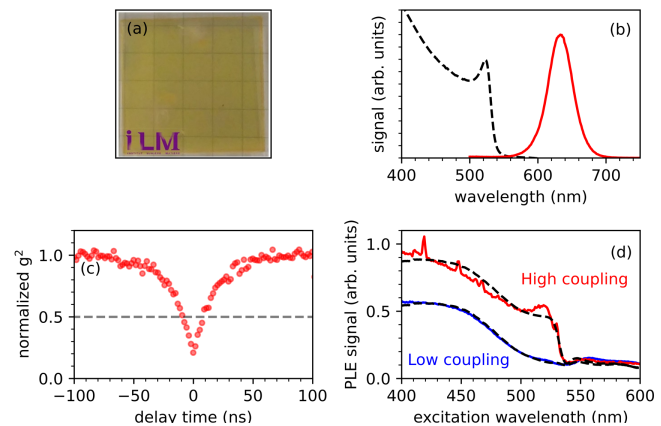 (a)
iLM
(b)
signal (arb. units)
400 500 600 700
wavelength (nm)
(c)
normalized g²
1.0
0.5
0.0
−100 −50 0 50 100
delay time (ns)
(d)
PLE signal (arb. units)
1.0
0.5
0.0
High coupling
Low coupling
400 450 500 550 600
excitation wavelength (nm)